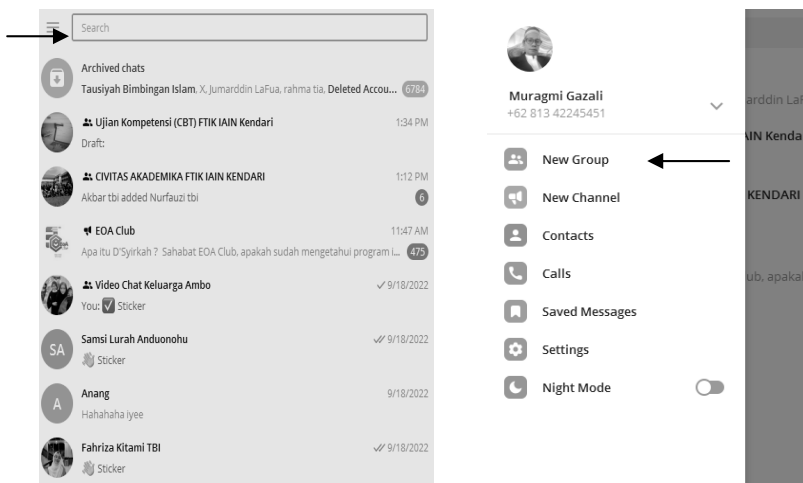 Search
Archived chats
Tausiyah Bimbingan Islam, X, Jumarddin LaFua, rahma tia, Deleted Accou... 6784
Ujian Kompetensi (CBT) FTIK IAIN Kendari 1:34 PM
Draft:
CIVITAS AKADEMIKA FTIK IAIN KENDARI 1:12 PM
Akbar tbi added Nurfauzi tbi 6
EOA Club 11:47 AM
Apa itu D'Syirkah ? Sahabat EOA Club, apakah sudah mengetahui program i... 475
Video Chat Keluarga Ambo 9/18/2022
You: Sticker
Samsi Lurah Anduonohu 9/18/2022
SA
Sticker
Anang 9/18/2022
A
Hahahaha iyee
Fahriza Kitami TBI 9/18/2022
Sticker
Muragmi Gazali
+62 813 42245451
New Group
New Channel
Contacts
Calls
Saved Messages
Settings
Night Mode
arddin LaF
AIN Kenda
KENDARI
ub, apaka